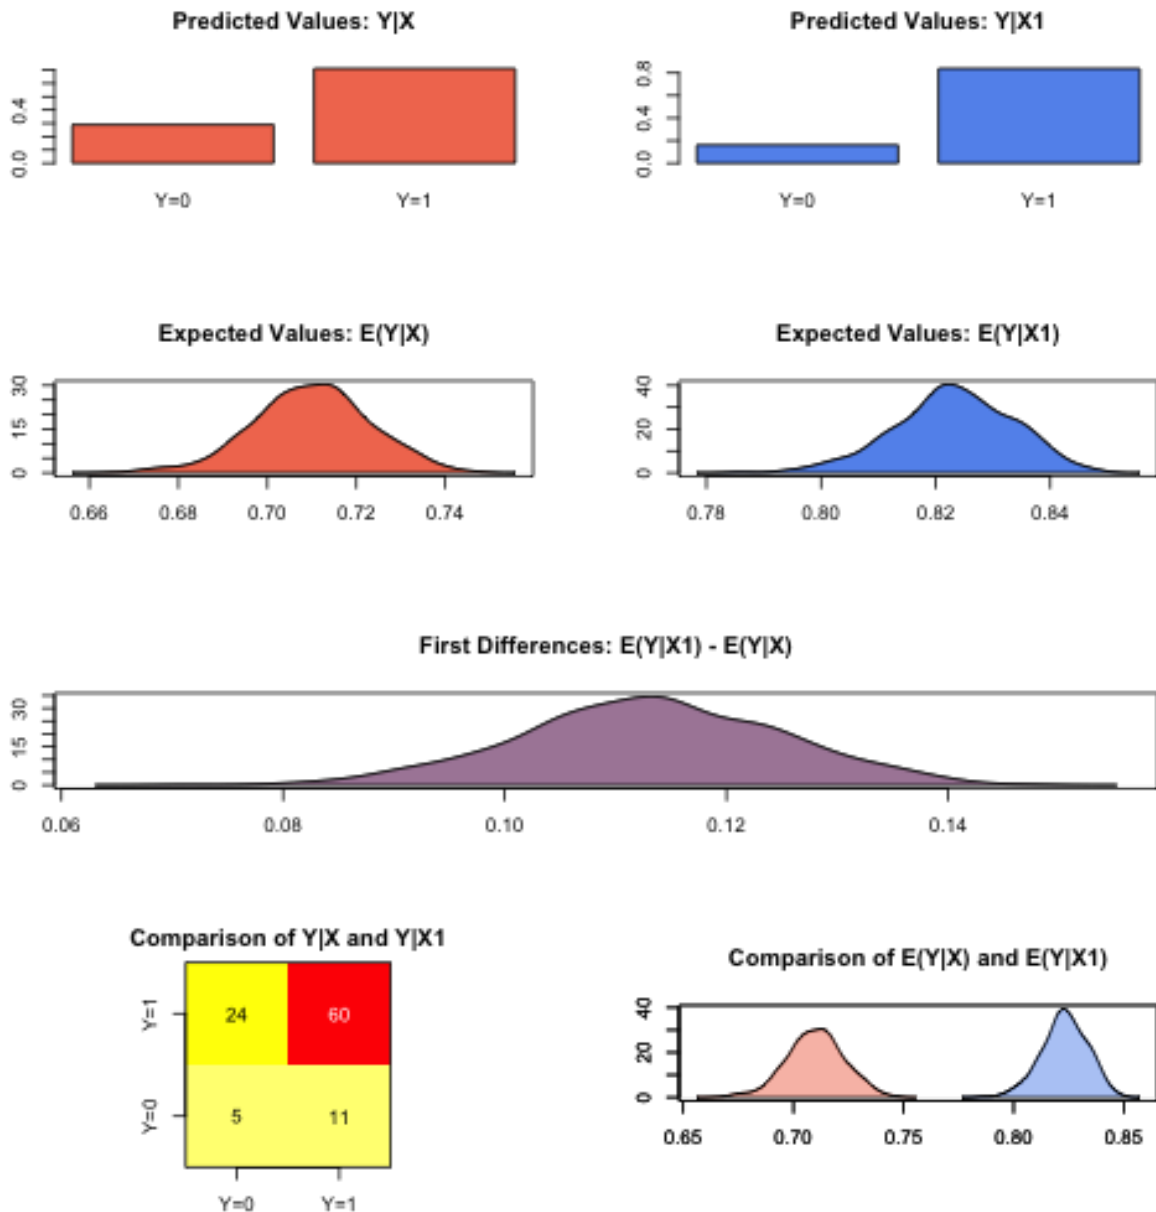 Predicted Values: Y|X
0.0 0.4
Y=0 Y=1
Predicted Values: Y|X1
0.0 0.4 0.8
Y=0 Y=1
Expected Values: E(Y|X)
0 15 30
0.66 0.68 0.70 0.72 0.74
Expected Values: E(Y|X1)
0 20 40
0.78 0.80 0.82 0.84
First Differences: E(Y|X1) - E(Y|X)
0 15 30
0.06 0.08 0.10 0.12 0.14
Comparison of Y|X and Y|X1
Y=1 24 60
Y=0 5 11
Y=0 Y=1
Comparison of E(Y|X) and E(Y|X1)
0 20 40
0.65 0.70 0.75 0.80 0.85